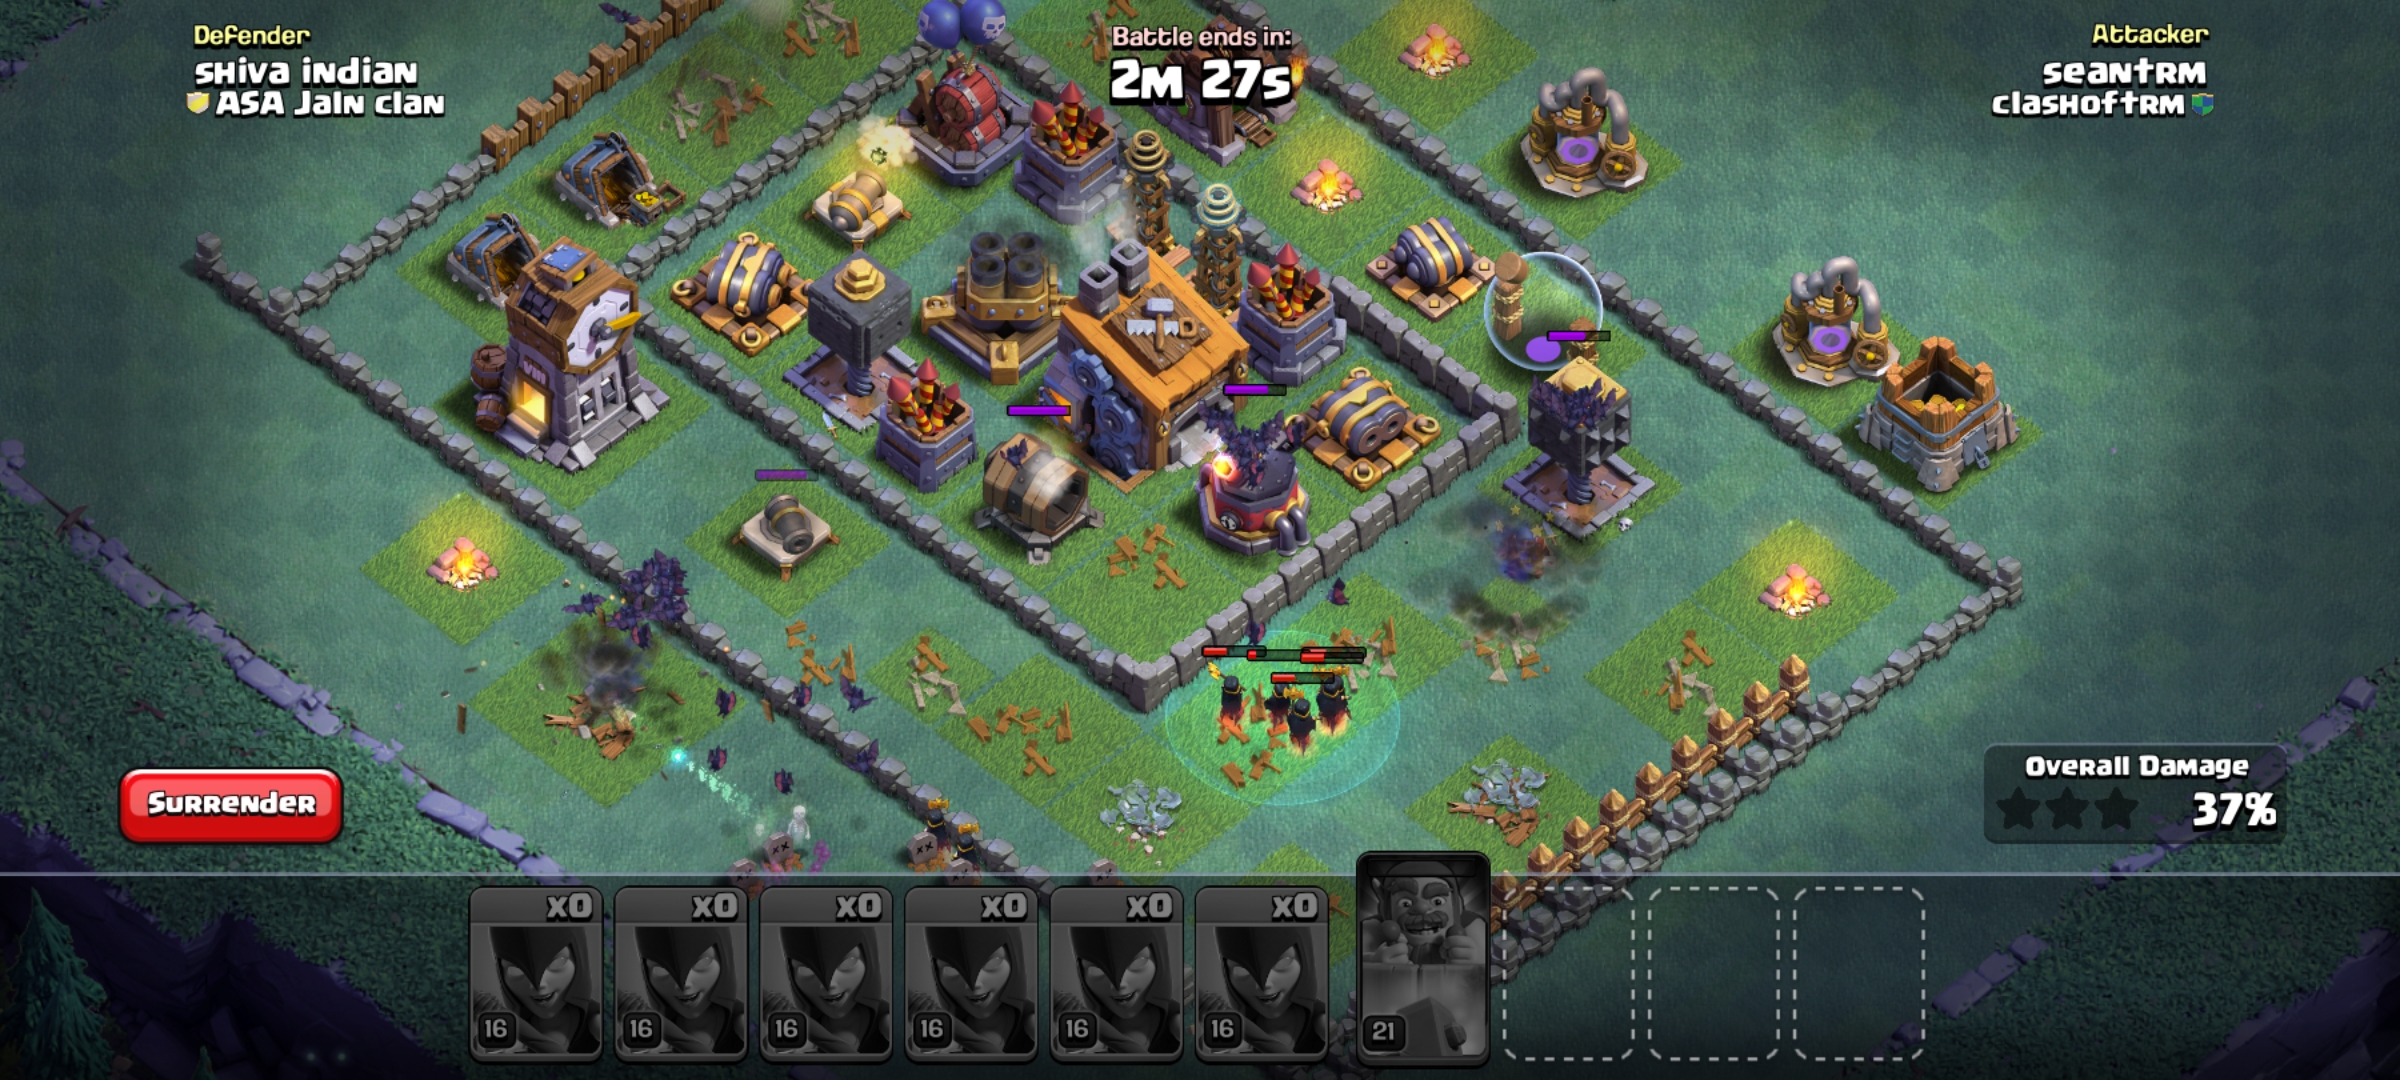 Defender
shiva indian
ASA Jain clan
Battle ends in:
2M 27s
Attacker
seantRM
clashoftRM
Surrender
Overall Damage
37%
x0
x0
x0
x0
x0
x0
16
16
16
16
16
16
21